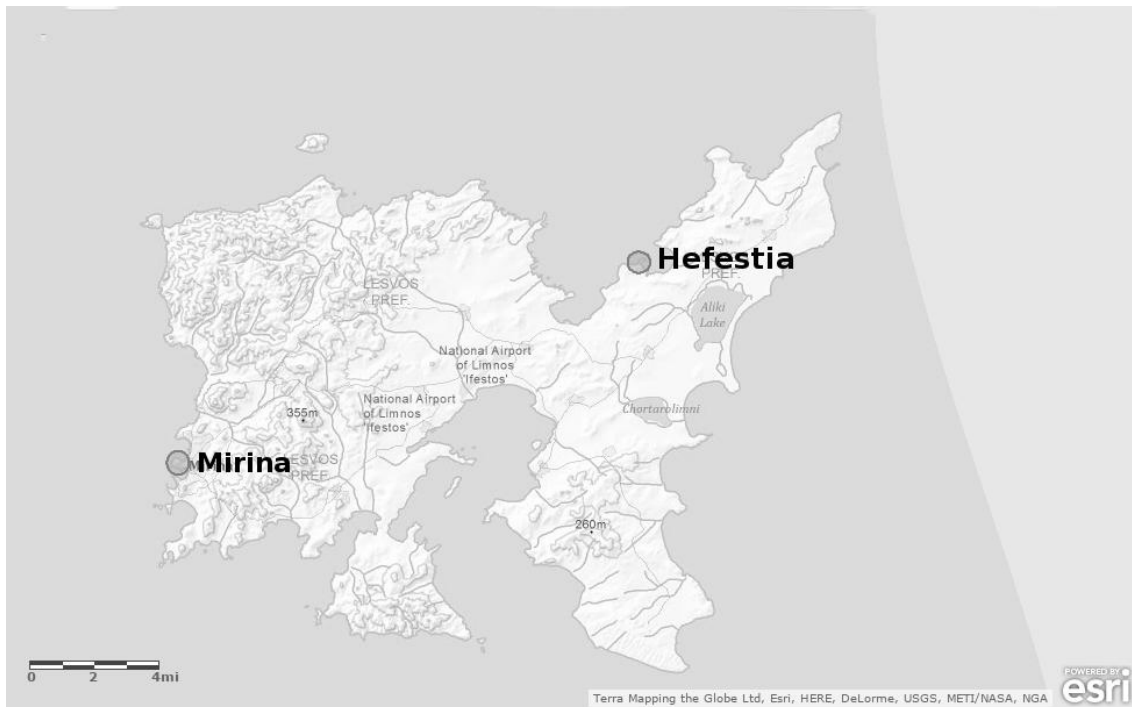 Hefestia
PREF.
LESVOS
PREF.
Aliki
Lake
National Airport
of Limnos
'Ifestos'
National Airport
of Limnos
'Ifestos'
Chortarolimni
355m
Mirina
LESVOS
PREF.
260m
0 2 4mi
Terra Mapping the Globe Ltd, Esri, HERE, DeLorme, USGS, METI/NASA, NGA
POWERED BY
esri